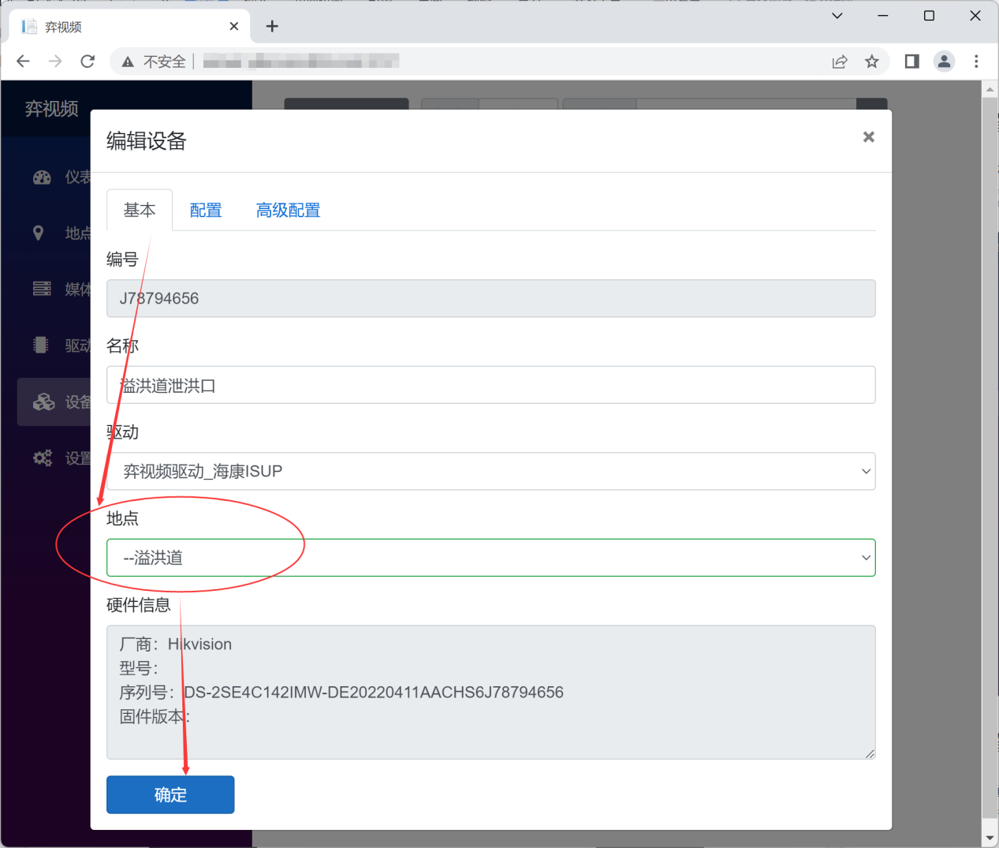 弈视频
不安全
弈视频
编辑设备
仪表
基本
配置
高级配置
地点
编号
J78794656
媒体
驱动
名称
溢洪道泄洪口
设备
驱动
设置
弈视频驱动_海康ISUP
地点
--溢洪道
硬件信息
厂商：Hikvision
型号：
序列号：DS-2SE4C142IMW-DE20220411AACHS6J78794656
固件版本：
确定